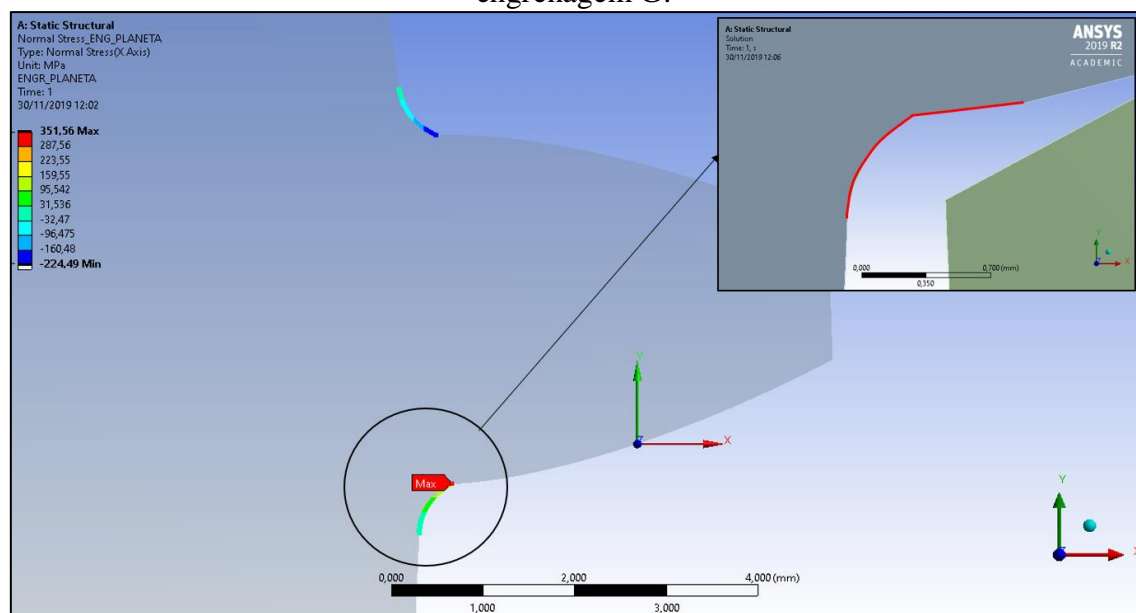 engrenagem G.
A: Static Structural
Normal Stress_ENG_PLANETA
Type: Normal Stress(X Axis)
Unit: MPa
ENGR_PLANETA
Time: 1
30/11/2019 12:02
351,56 Max
287,56
223,55
159,55
95,542
31,536
-32,47
-96,475
-160,48
-224,49 Min
A: Static Structural
Solution
Time: 1, s
30/11/2019 12:06
ANSYS
2019 R2
ACADEMIC
Y
X
0,000
0,700 (mm)
0,350
Y
X
Z
Max
Y
X
0,000
2,000
4,000 (mm)
1,000
3,000